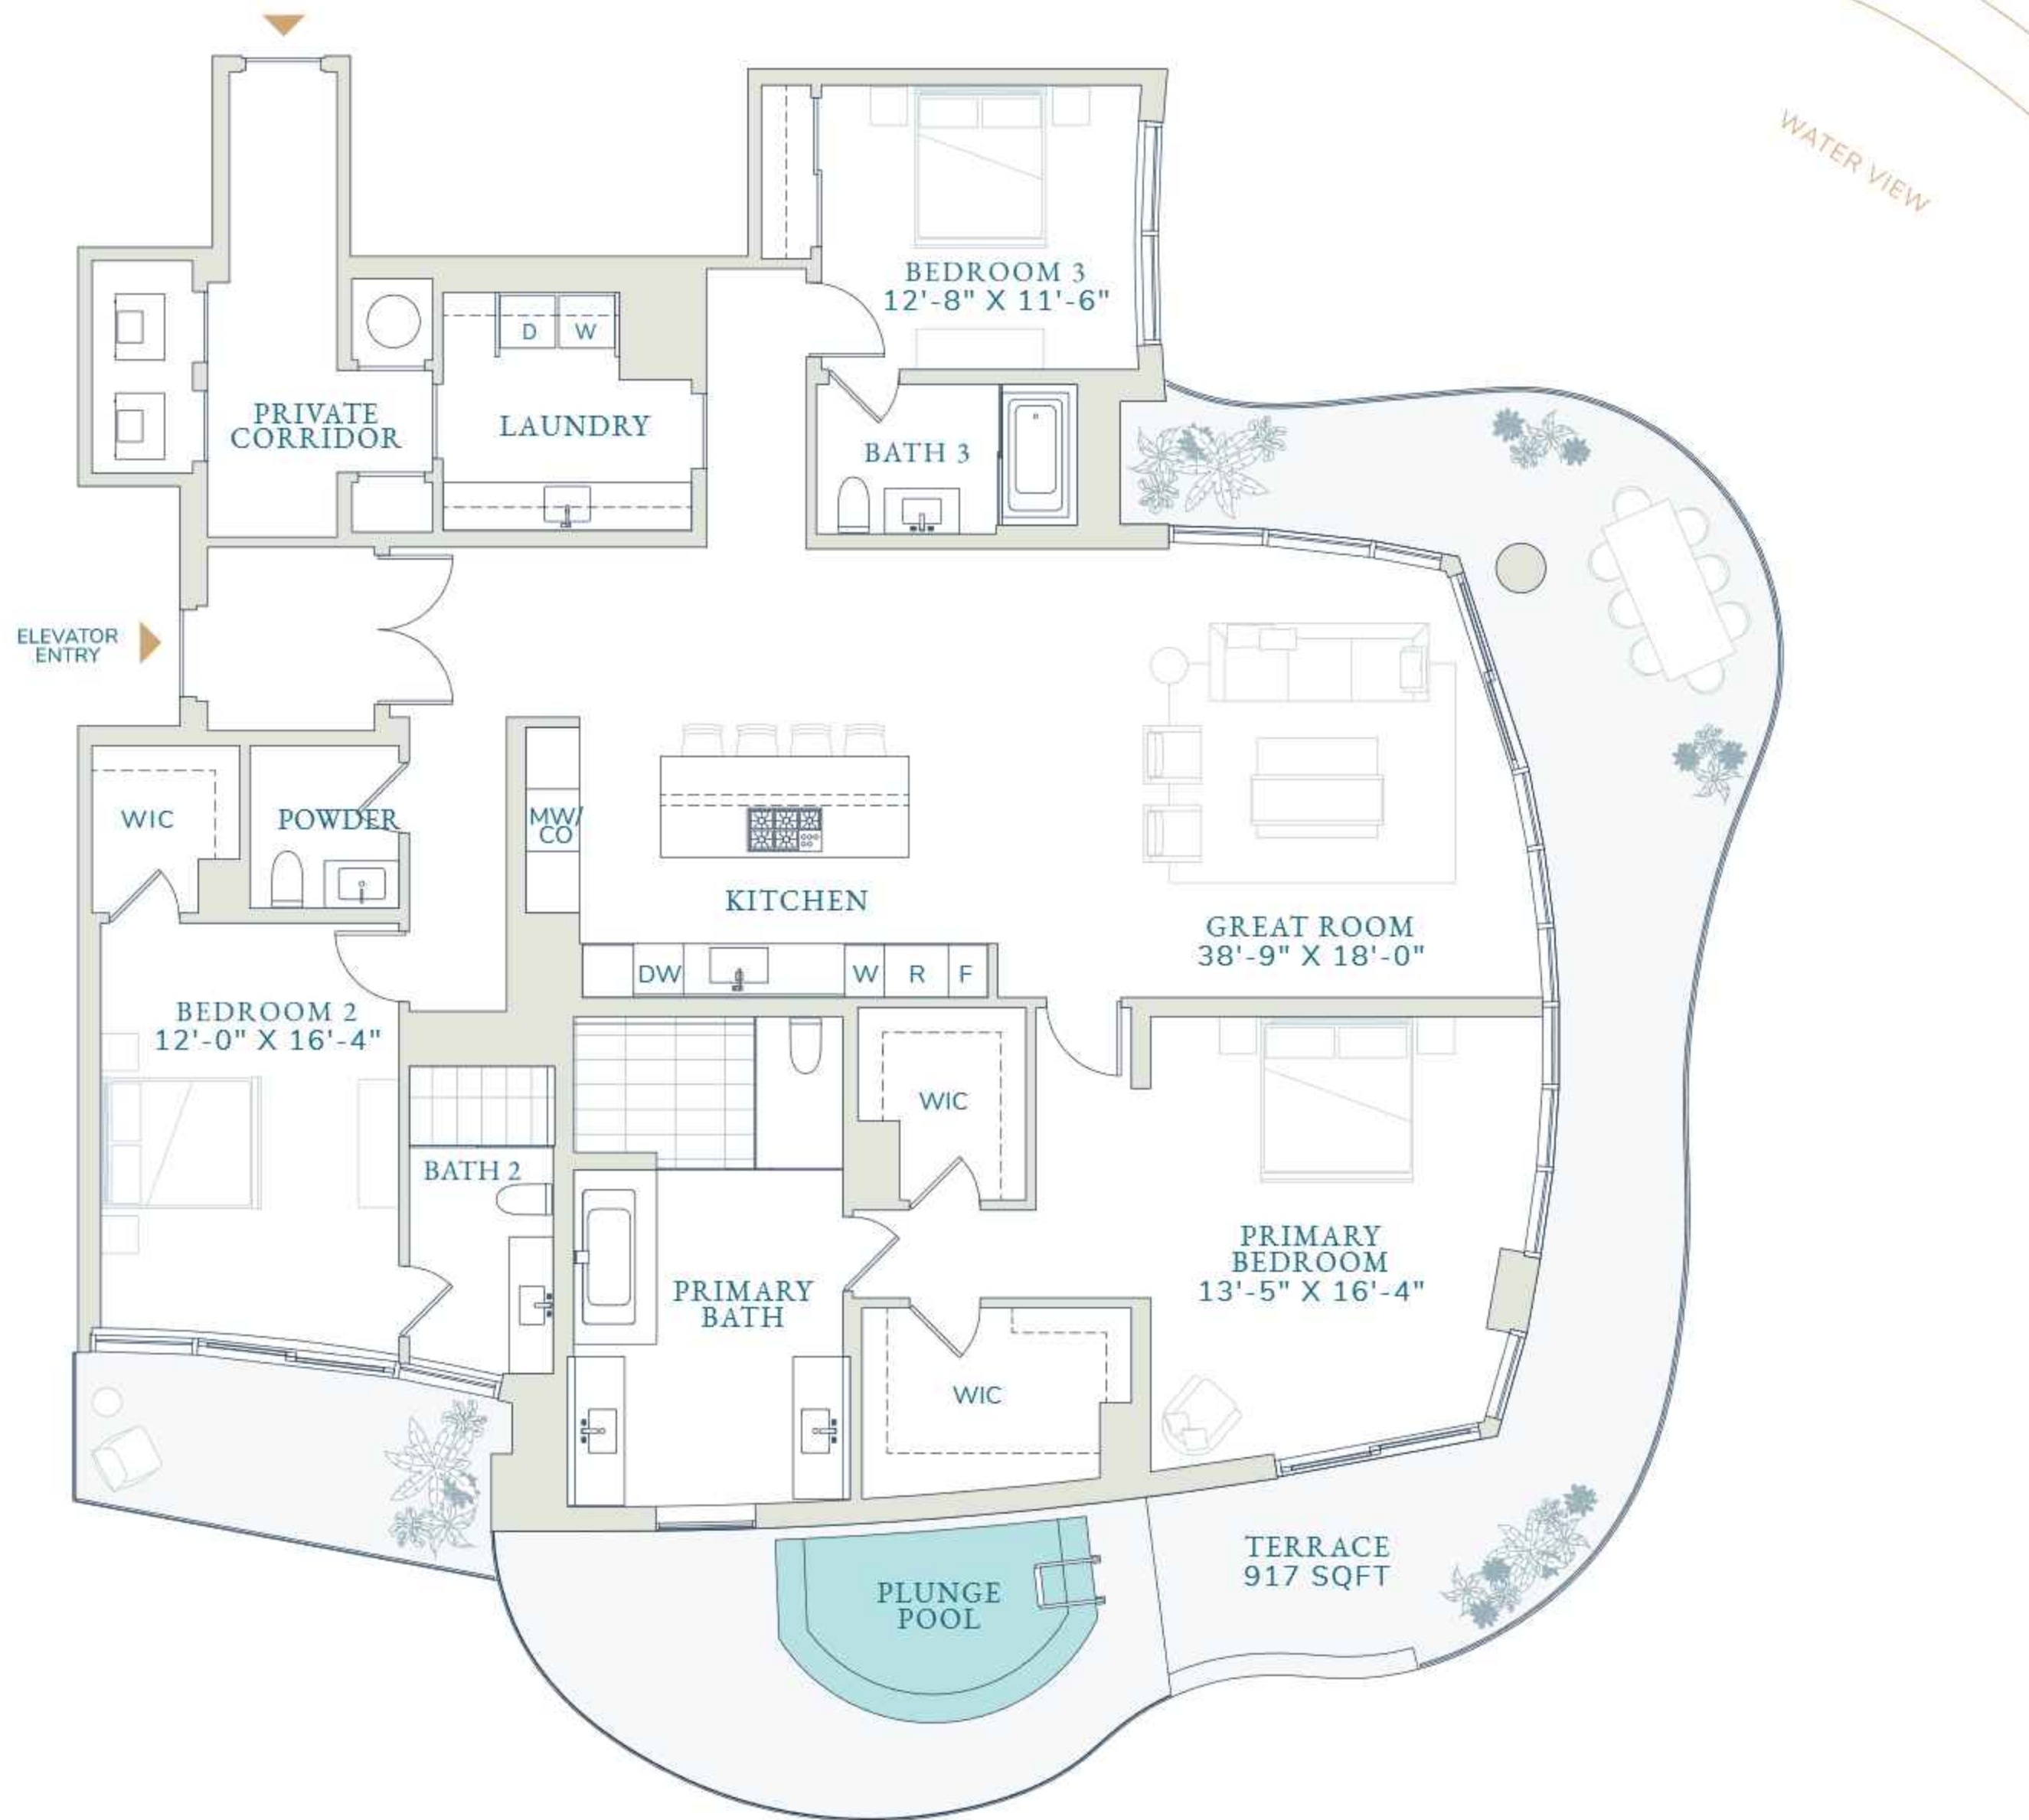 WATER VIEW
BEDROOM 3
12'-8" X 11'-6"
D
W
PRIVATE
CORRIDOR
LAUNDRY
BATH 3
ELEVATOR
ENTRY
WIC
POWDER
MW/
CO
KITCHEN
GREAT ROOM
38'-9" X 18'-0"
DW
W
R
F
BEDROOM 2
12'-0" X 16'-4"
WIC
BATH 2
PRIMARY
BEDROOM
13'-5" X 16'-4"
PRIMARY
BATH
WIC
TERRACE
917 SQFT
PLUNGE
POOL